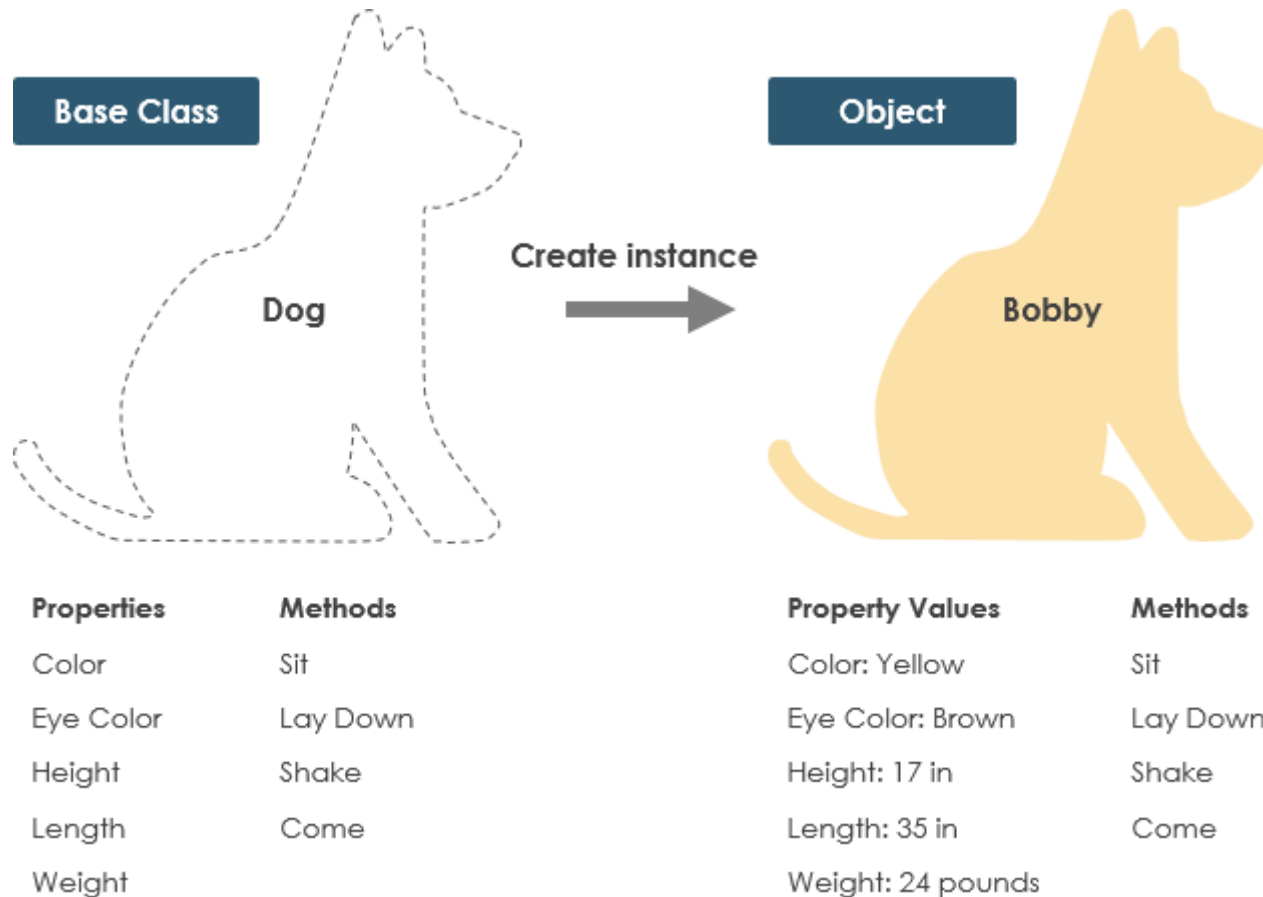 Base Class
Object
Create instance
Dog
Bobby
Properties Methods
Color Sit
Eye Color Lay Down
Height Shake
Length Come
Weight
Property Values Methods
Color: Yellow Sit
Eye Color: Brown Lay Down
Height: 17 in Shake
Length: 35 in Come
Weight: 24 pounds